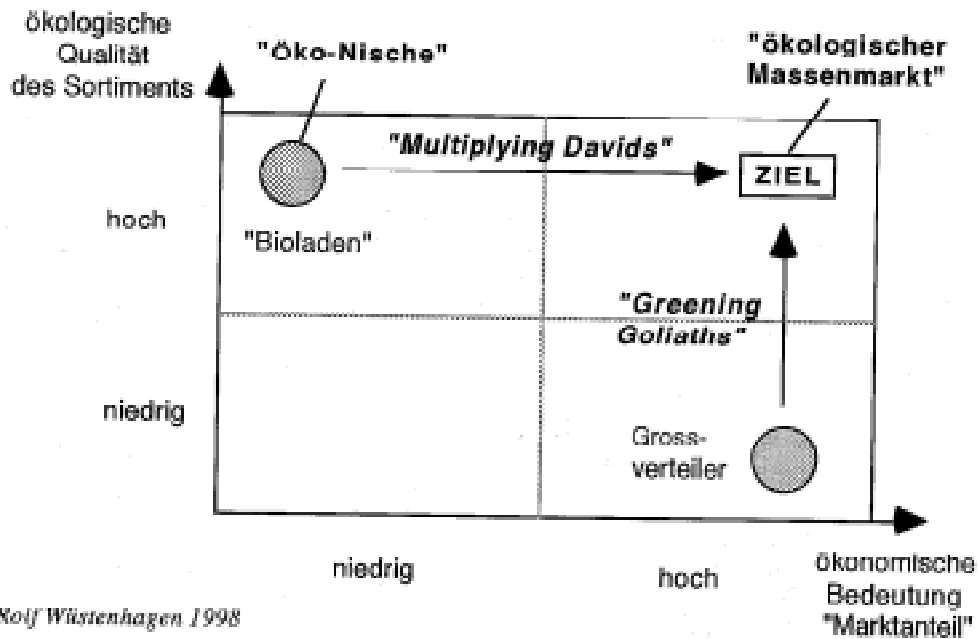 ökologische
Qualität
des Sortiments
"Öko-Nische"
"ökologischer
Massenmarkt"
"Multiplying Davids"
ZIEL
hoch
"Bioladen"
"Greening
Goliaths"
niedrig
Gross-
verteiler
niedrig
hoch
ökonomische
Bedeutung
"Marktanteil"
Rolf Wüstenhagen 1998